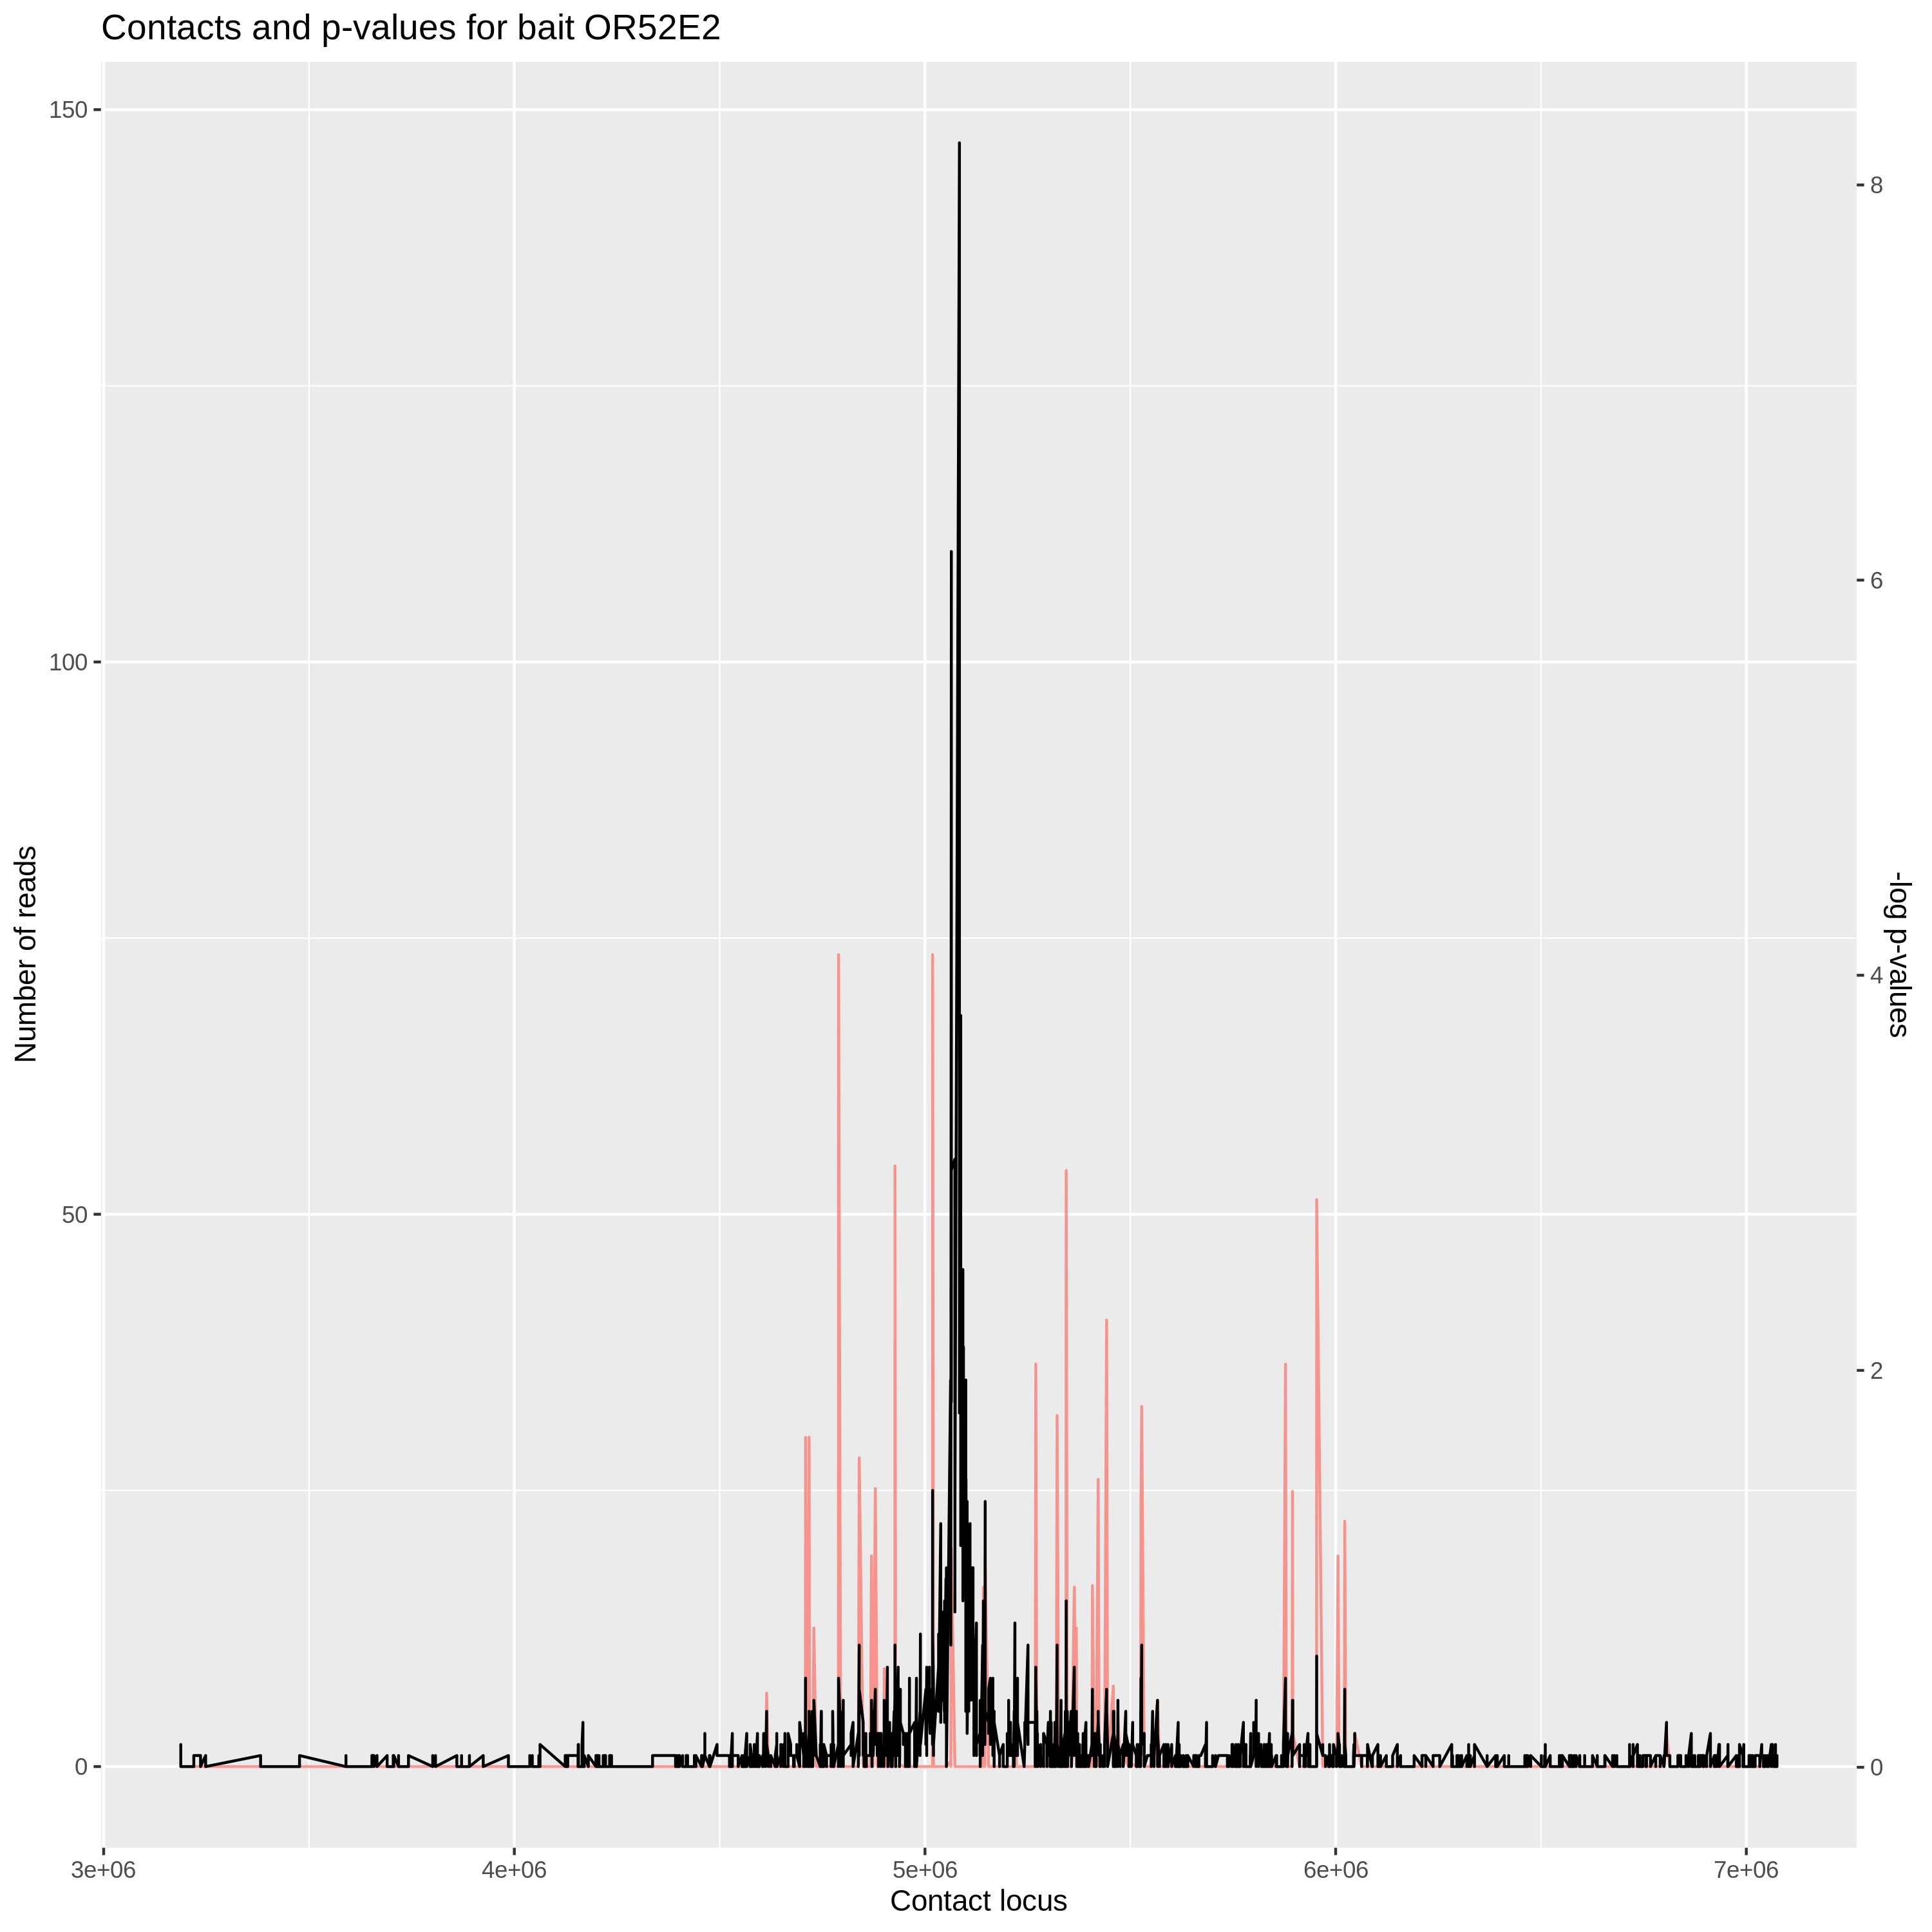 Contacts and p-values for bait OR52E2
150
100
50
0
Number of reads
8
6
4
2
0
-log p-values
3e+06
4e+06
5e+06
6e+06
7e+06
Contact locus